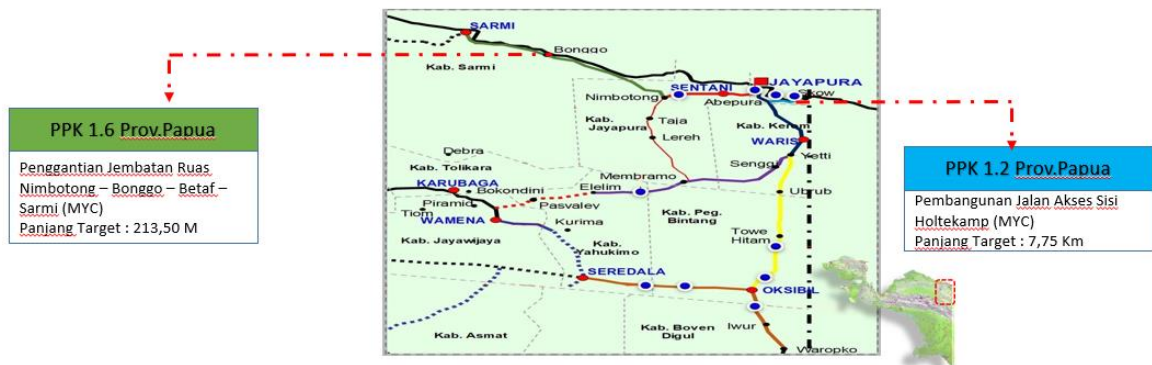 PPK 1.6 Prov.Papua
Penggantian Jembatan Ruas
Nimbotong – Bonggo – Betaf –
Sarmi (MYC)
Panjang Target : 213,50 M
SARMI
Bonggo
Kab. Sarmi
JAYAPURA
SENTANI
Skow
Nimbotong
Abepura
Kab.
Jayapura
Taja
Kab. Kerom
Lereh
WARIS
Yetti
Debra
Senggi
Kab. Tolikara
Membramo
KARUBAGA
Bokondini
Elelim
Ubrub
Piramid
Pasvaley
Tiom
WAMENA
Kurima
Kab. Peg.
Bintang
Kab. Jayawijaya
Kab.
Yahukimo
Towe
Hitam
SEREDALA
OKSIBIL
Kab. Asmat
Kab. Boven
Digul
Iwur
Waropko
PPK 1.2 Prov.Papua
Pembangunan Jalan Akses Sisi
Holtekamp (MYC)
Panjang Target : 7,75 Km